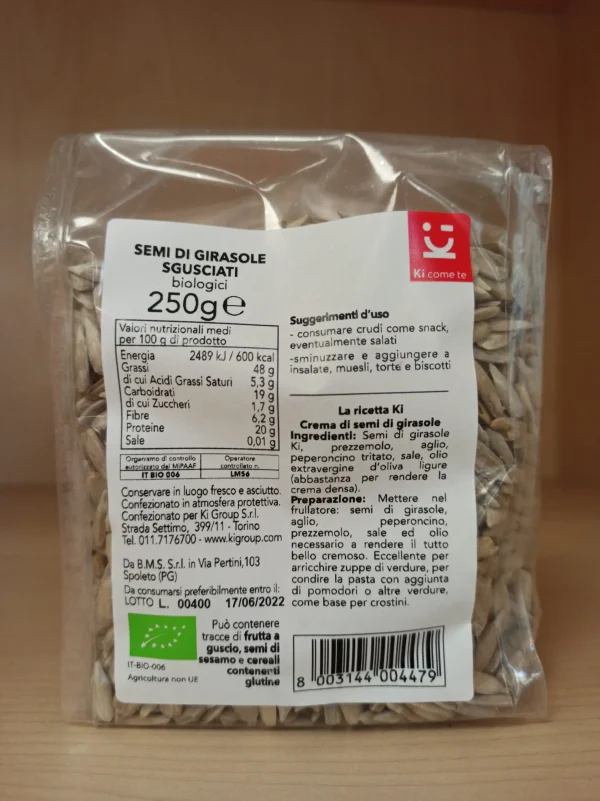 SEMI DI GIRASOLE
SGUSCIATI
biologici
250g e
Valori nutrizionali medi
per 100 g di prodotto
Energia 2489 kJ / 600 kcal
Grassi 48 g
di cui Acidi Grassi Saturi 5,3 g
Carboidrati 19 g
di cui Zuccheri 1,7 g
Fibre 6,2 g
Proteine 20 g
Sale 0,01 g
Organismo di controllo Operatore
autorizzato dal MiPAAF controllato n.
IT BIO 006 LM56
Conservare in luogo fresco e asciutto.
Confezionato in atmosfera protettiva.
Confezionato per Ki Group S.r.l.
Strada Settimo, 399/11 - Torino
Tel. 011.7176700 - www.kigroup.com
Da B.M.S. S.r.l. in Via Pertini,103
Spoleto (PG)
Da consumarsi preferibilmente entro il:
LOTTO L. 00400 17/06/2022
IT-BIO-006
Agricoltura non UE
Può contenere
tracce di frutta a
guscio, semi di
sesamo e cereali
contenenti
glutine
Ki
Ki come te
Suggerimenti d'uso
- consumare crudi come snack,
eventualmente salati
-sminuzzare e aggiungere a
insalate, muesli, torte e biscotti
La ricetta Ki
Crema di semi di girasole
Ingredienti: Semi di girasole
Ki, prezzemolo, aglio,
peperoncino tritato, sale, olio
extravergine d'oliva ligure
(abbastanza per rendere la
crema densa).
Preparazione: Mettere nel
frullatore: semi di girasole,
aglio, peperoncino,
prezzemolo, sale ed olio
necessario a rendere il tutto
bello cremoso. Eccellente per
arricchire zuppe di verdure, per
condire la pasta con aggiunta
di pomodori o altre verdure,
come base per crostini.
8 003144 004479